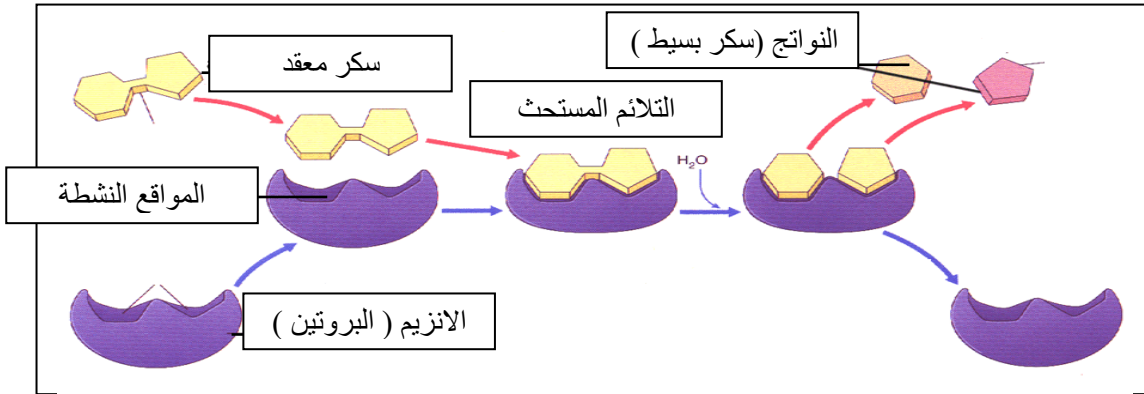 النواتج (سكر بسيط )
سكر معقد
التلائم المستحث
H₂O
المواقع النشطة
الانزيم ( البروتين )